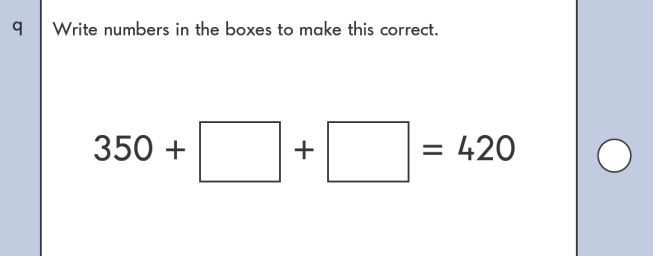 9 Write numbers in the boxes to make this correct.
350 + + = 420